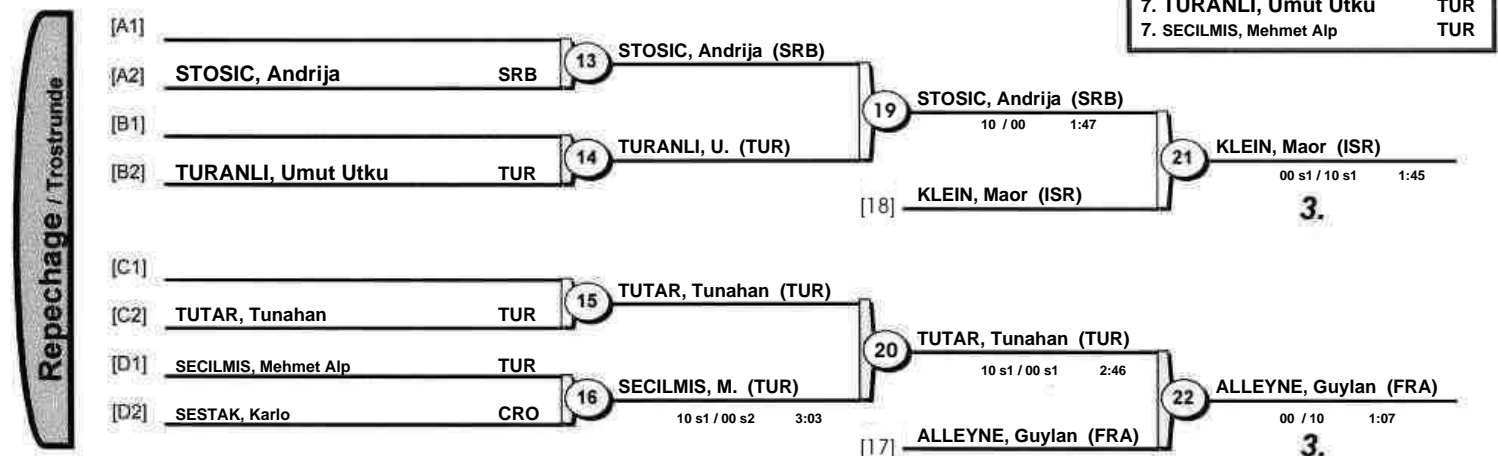 7. TURANLI, Umut Utku TUR
7. SECILMIS, Mehmet Alp TUR
Repechage / Trostrunde
[A1]
[A2] STOSIC, Andrija SRB
13
STOSIC, Andrija (SRB)
[B1]
[B2] TURANLI, Umut Utku TUR
14
TURANLI, U. (TUR)
19
STOSIC, Andrija (SRB)
10 / 00 1:47
[18] KLEIN, Maor (ISR)
21
KLEIN, Maor (ISR)
00 s1 / 10 s1 1:45
3.
[C1]
[C2] TUTAR, Tunahan TUR
15
TUTAR, Tunahan (TUR)
[D1] SECILMIS, Mehmet Alp TUR
[D2] SESTAK, Karlo CRO
16
SECILMIS, M. (TUR)
10 s1 / 00 s2 3:03
20
TUTAR, Tunahan (TUR)
10 s1 / 00 s1 2:46
[17] ALLEYNE, Guylan (FRA)
22
ALLEYNE, Guylan (FRA)
00 / 10 1:07
3.